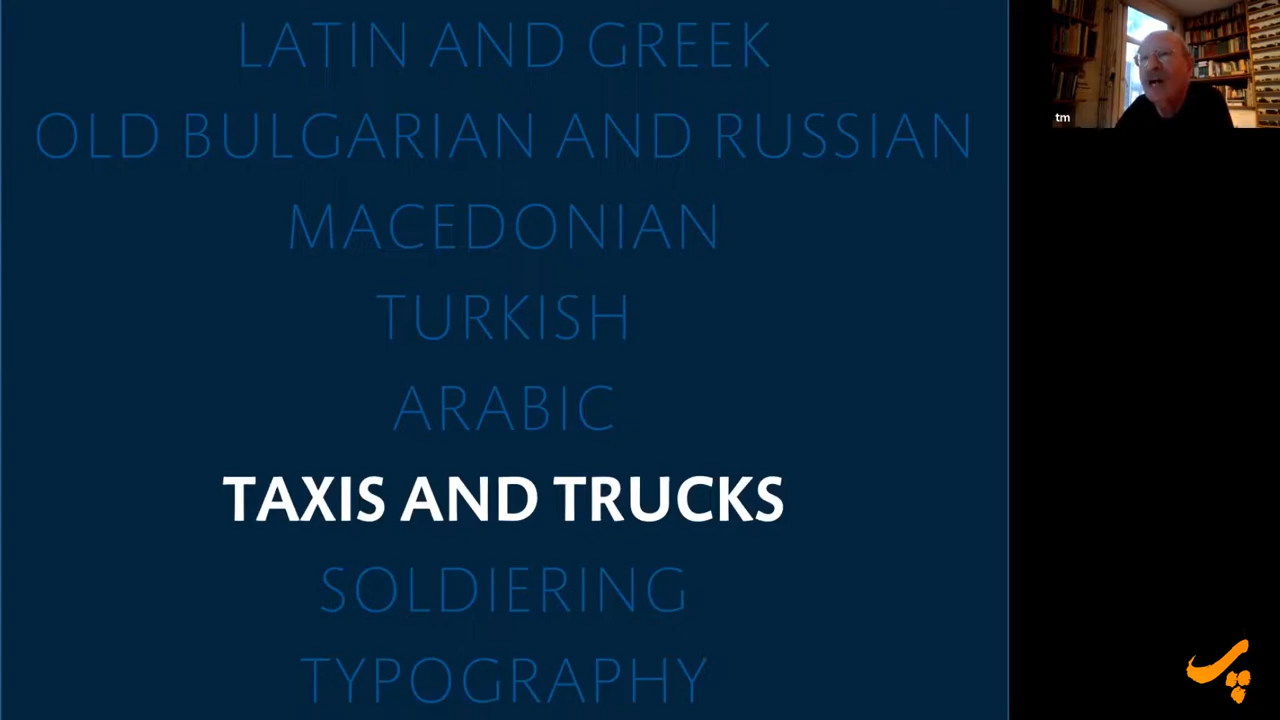 LATIN AND GREEK
OLD BULGARIAN AND RUSSIAN
MACEDONIAN
TURKISH
ARABIC
TAXIS AND TRUCKS
SOLDIERING
TYPOGRAPHY
tm
پ